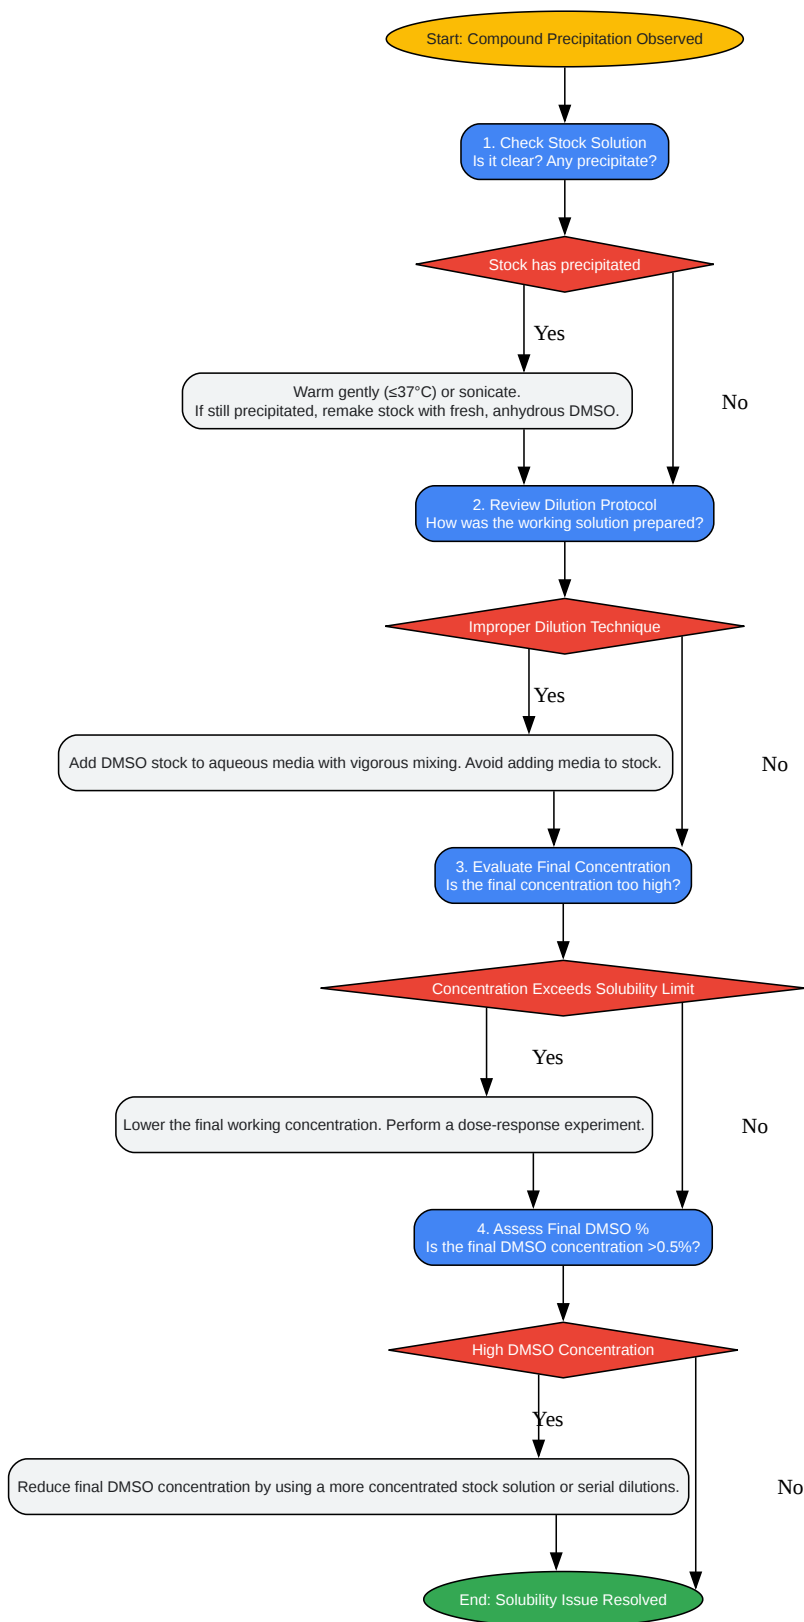 Start: Compound Precipitation Observed
1. Check Stock Solution
Is it clear? Any precipitate?
Stock has precipitated
Yes
Warm gently (≤37°C) or sonicate.
If still precipitated, remake stock with fresh, anhydrous DMSO.
No
2. Review Dilution Protocol
How was the working solution prepared?
Improper Dilution Technique
Yes
Add DMSO stock to aqueous media with vigorous mixing. Avoid adding media to stock.
No
3. Evaluate Final Concentration
Is the final concentration too high?
Concentration Exceeds Solubility Limit
Yes
Lower the final working concentration. Perform a dose-response experiment.
No
4. Assess Final DMSO %
Is the final DMSO concentration >0.5%?
High DMSO Concentration
Yes
Reduce final DMSO concentration by using a more concentrated stock solution or serial dilutions.
No
End: Solubility Issue Resolved